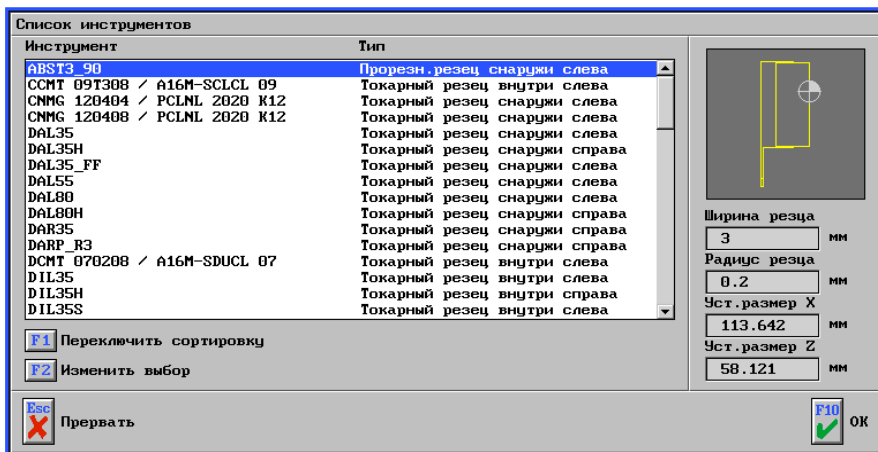 Список инструментов
Инструмент Тип
ABST3_90 Прорезн.резец снаружи слева
CCMT 09T308 / A16M-SCLCL 09 Токарный резец внутри слева
CNMG 120404 / PCLNL 2020 K12 Токарный резец снаружи слева
CNMG 120408 / PCLNL 2020 K12 Токарный резец снаружи слева
DAL35 Токарный резец снаружи слева
DAL35H Токарный резец снаружи справа
DAL35_FF Токарный резец снаружи слева
DAL55 Токарный резец снаружи слева
DAL80 Токарный резец снаружи слева
DAL80H Токарный резец снаружи справа
DAR35 Токарный резец снаружи справа
DARP_R3 Токарный резец снаружи справа
DCMT 070208 / A16M-SDUCL 07 Токарный резец внутри слева
DIL35 Токарный резец внутри слева
DIL35H Токарный резец внутри справа
DIL35S Токарный резец внутри слева
F1 Переключить сортировку
F2 Изменить выбор
Ширина резца
3 мм
Радиус резца
0.2 мм
Уст.размер X
113.642 мм
Уст.размер Z
58.121 мм
Esc Прервать
F10 OK